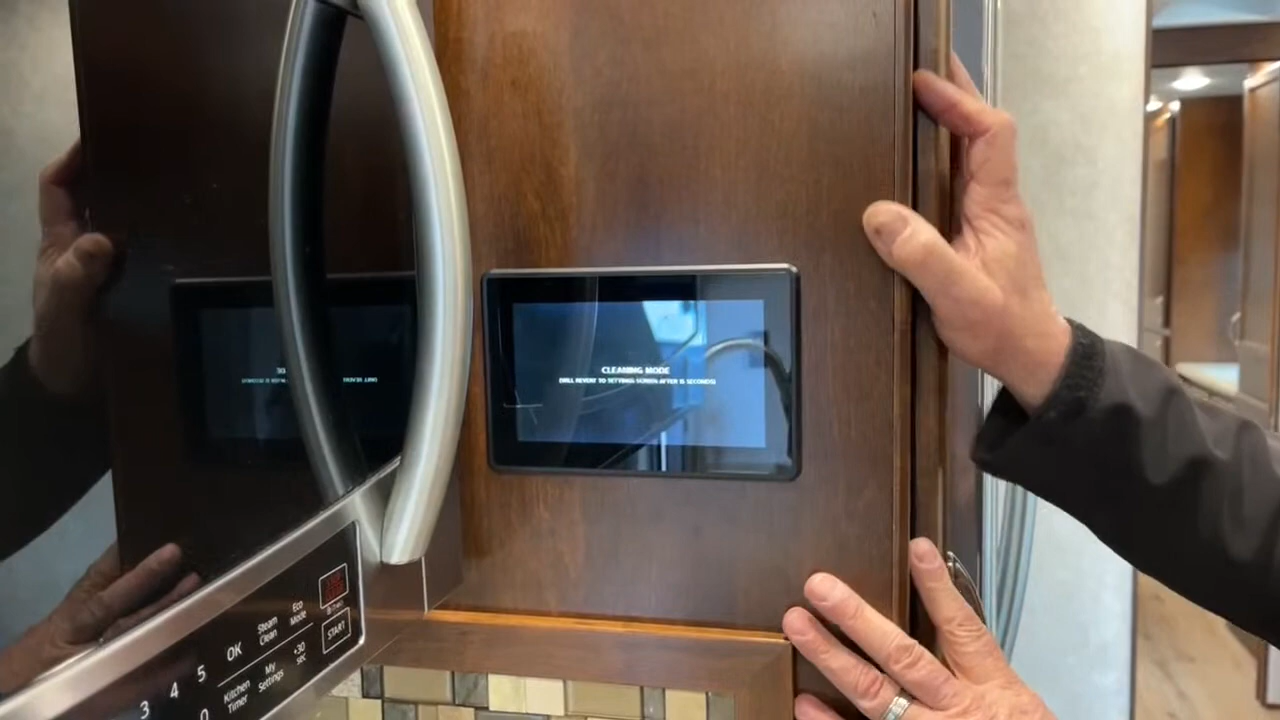 CLEANING MODE
(WILL REVERT TO SETTINGS SCREEN AFTER 15 SECONDS)
Eco Mode
Steam Clean
OK
5
4
3
START
+30 sec
My Settings
Kitchen Timer
0